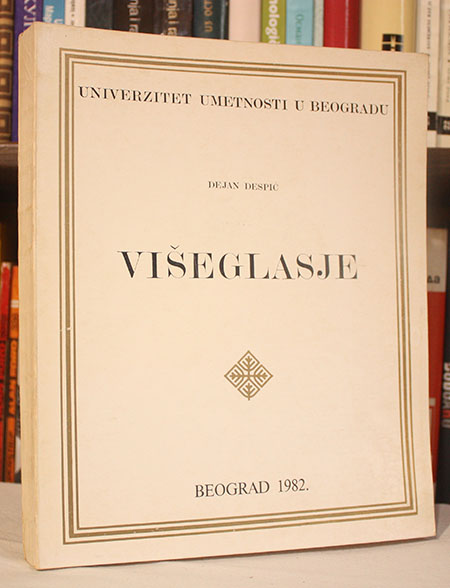 UNIVERZITET UMETNOSTI U BEOGRADU
DEJAN DESPIĆ
VIŠEGLASJE
BEOGRAD 1982.